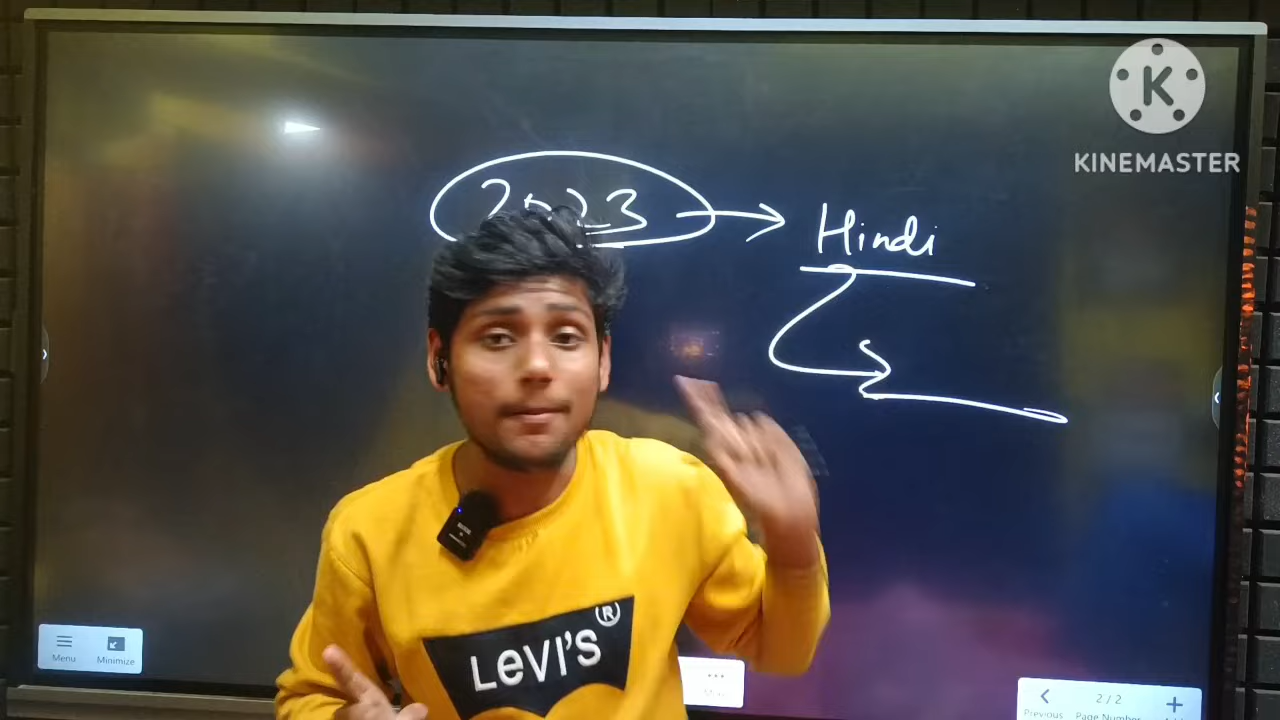 KINEMASTER
2023
Hindi
LEVI'S®
Menu
Minimize
2/2
Previous
Page Number